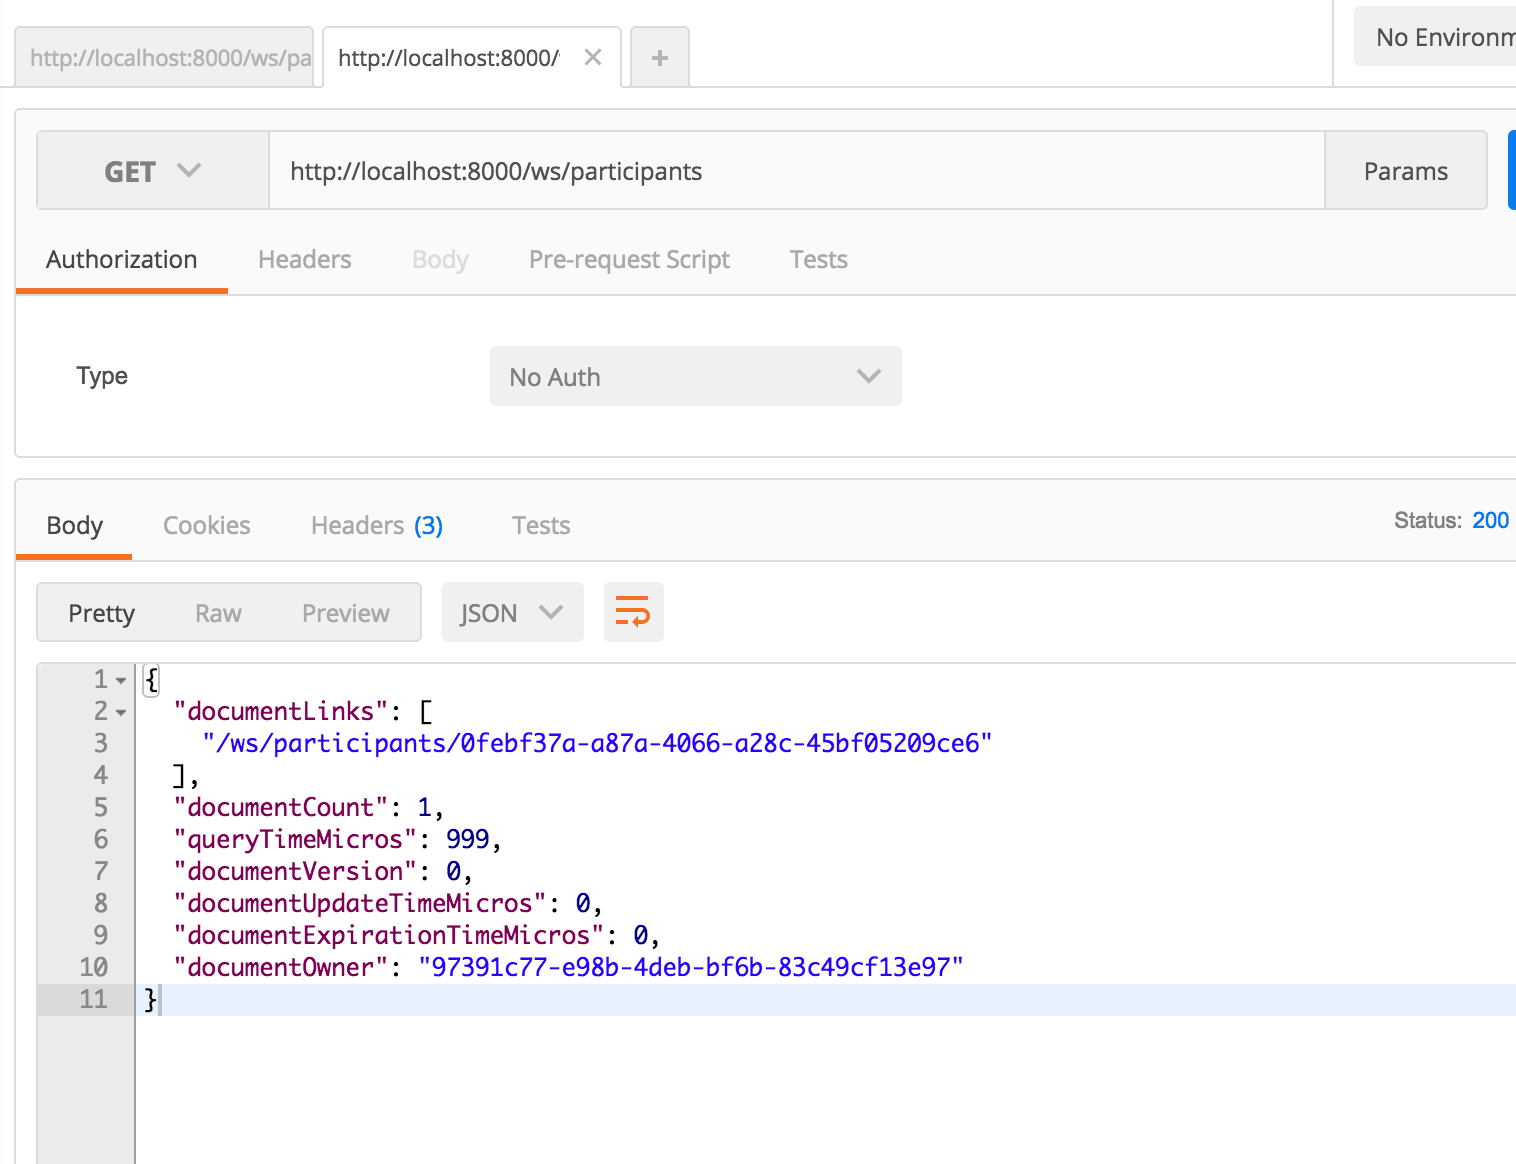 http://localhost:8000/ws/pa http://localhost:8000/ × + No Environm
GET http://localhost:8000/ws/participants Params
Authorization Headers Body Pre-request Script Tests
Type No Auth
Body Cookies Headers (3) Tests Status: 200
Pretty Raw Preview JSON
1 {
2 "documentLinks": [
3 "/ws/participants/0febf37a-a87a-4066-a28c-45bf05209ce6"
4 ],
5 "documentCount": 1,
6 "queryTimeMicros": 999,
7 "documentVersion": 0,
8 "documentUpdateTimeMicros": 0,
9 "documentExpirationTimeMicros": 0,
10 "documentOwner": "97391c77-e98b-4deb-bf6b-83c49cf13e97"
11 }